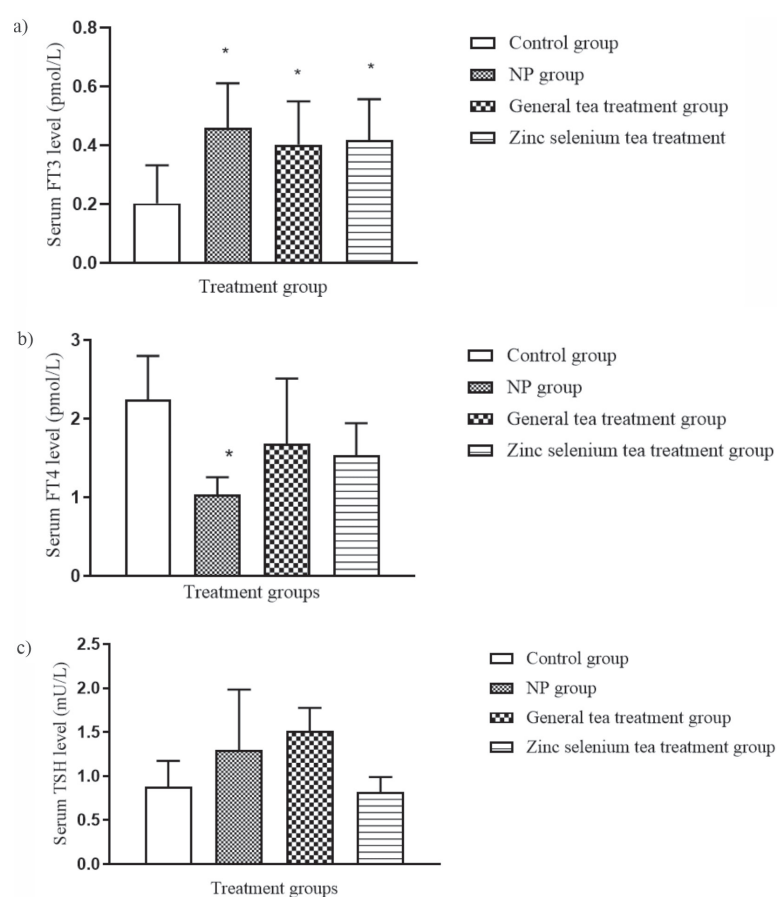 a)
Serum FT3 level (pmol/L)
0.8
0.6
0.4
0.2
0.0
*
*
*
Treatment group
Control group
NP group
General tea treatment group
Zinc selenium tea treatment
b)
Serum FT4 level (pmol/L)
3
2
1
0
*
Treatment groups
Control group
NP group
General tea treatment group
Zinc selenium tea treatment group
c)
Serum TSH level (mU/L)
2.5
2.0
1.5
1.0
0.5
0.0
Treatment groups
Control group
NP group
General tea treatment group
Zinc selenium tea treatment group